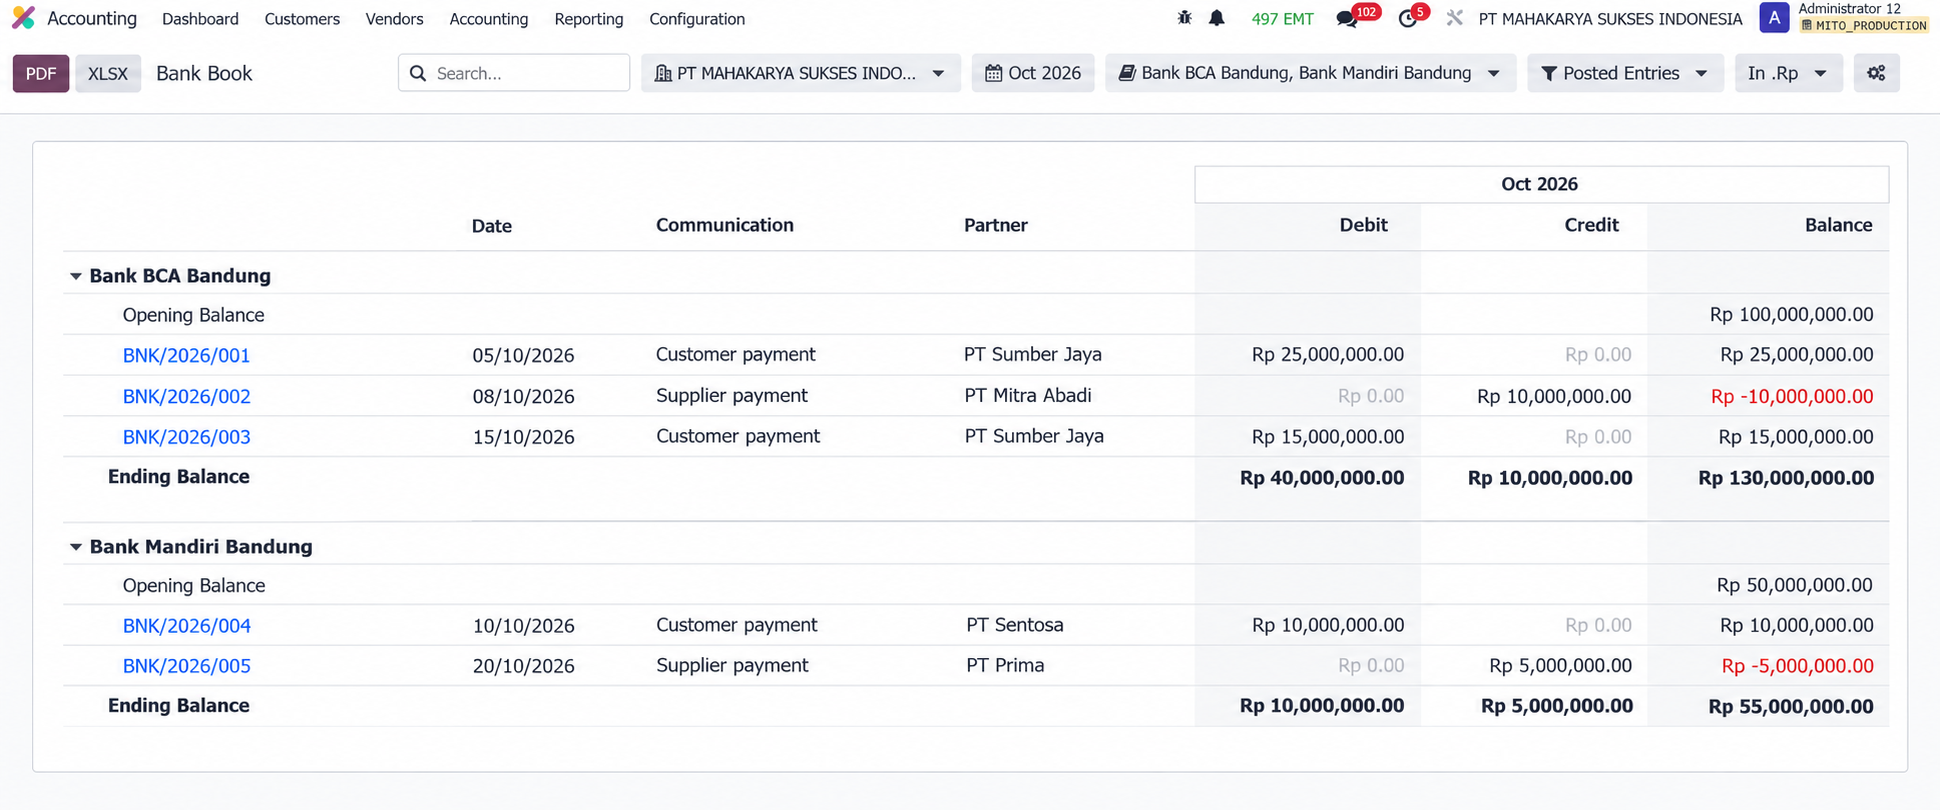 Accounting Dashboard Customers Vendors Accounting Reporting Configuration 497 EMT 102 5 PT MAHAKARYA SUKSES INDONESIA A Administrator 12
MITO_PRODUCTION
PDF XLSX Bank Book Search... PT MAHAKARYA SUKSES INDO... Oct 2026 Bank BCA Bandung, Bank Mandiri Bandung Posted Entries In .Rp
Oct 2026
Date Communication Partner Debit Credit Balance
Bank BCA Bandung
Opening Balance Rp 100,000,000.00
BNK/2026/001 05/10/2026 Customer payment PT Sumber Jaya Rp 25,000,000.00 Rp 0.00 Rp 25,000,000.00
BNK/2026/002 08/10/2026 Supplier payment PT Mitra Abadi Rp 0.00 Rp 10,000,000.00 Rp -10,000,000.00
BNK/2026/003 15/10/2026 Customer payment PT Sumber Jaya Rp 15,000,000.00 Rp 0.00 Rp 15,000,000.00
Ending Balance Rp 40,000,000.00 Rp 10,000,000.00 Rp 130,000,000.00
Bank Mandiri Bandung
Opening Balance Rp 50,000,000.00
BNK/2026/004 10/10/2026 Customer payment PT Sentosa Rp 10,000,000.00 Rp 0.00 Rp 10,000,000.00
BNK/2026/005 20/10/2026 Supplier payment PT Prima Rp 0.00 Rp 5,000,000.00 Rp -5,000,000.00
Ending Balance Rp 10,000,000.00 Rp 5,000,000.00 Rp 55,000,000.00